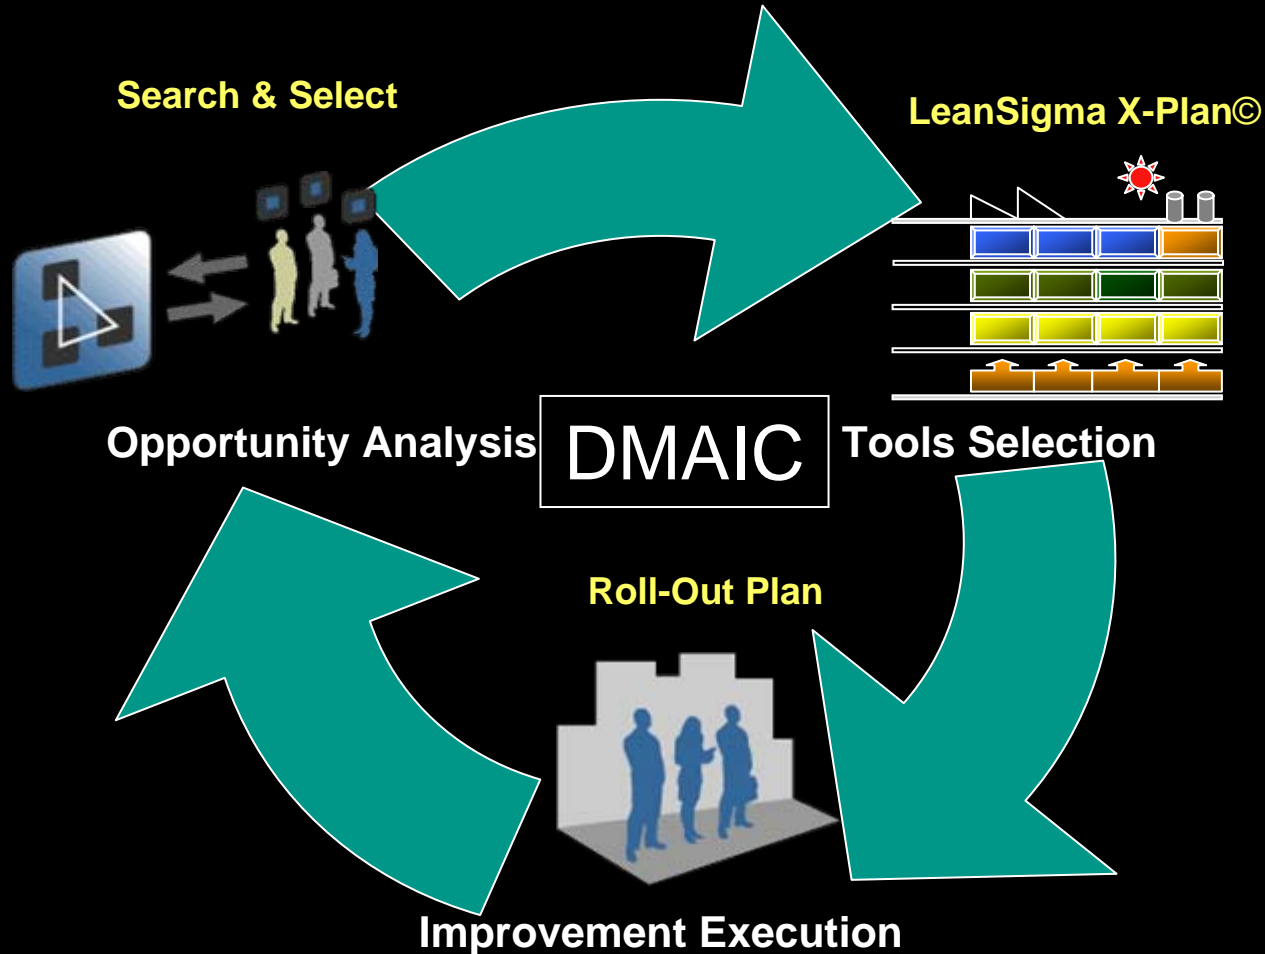 Search & Select
LeanSigma X-Plan©
Opportunity Analysis
DMAIC
Tools Selection
Roll-Out Plan
Improvement Execution